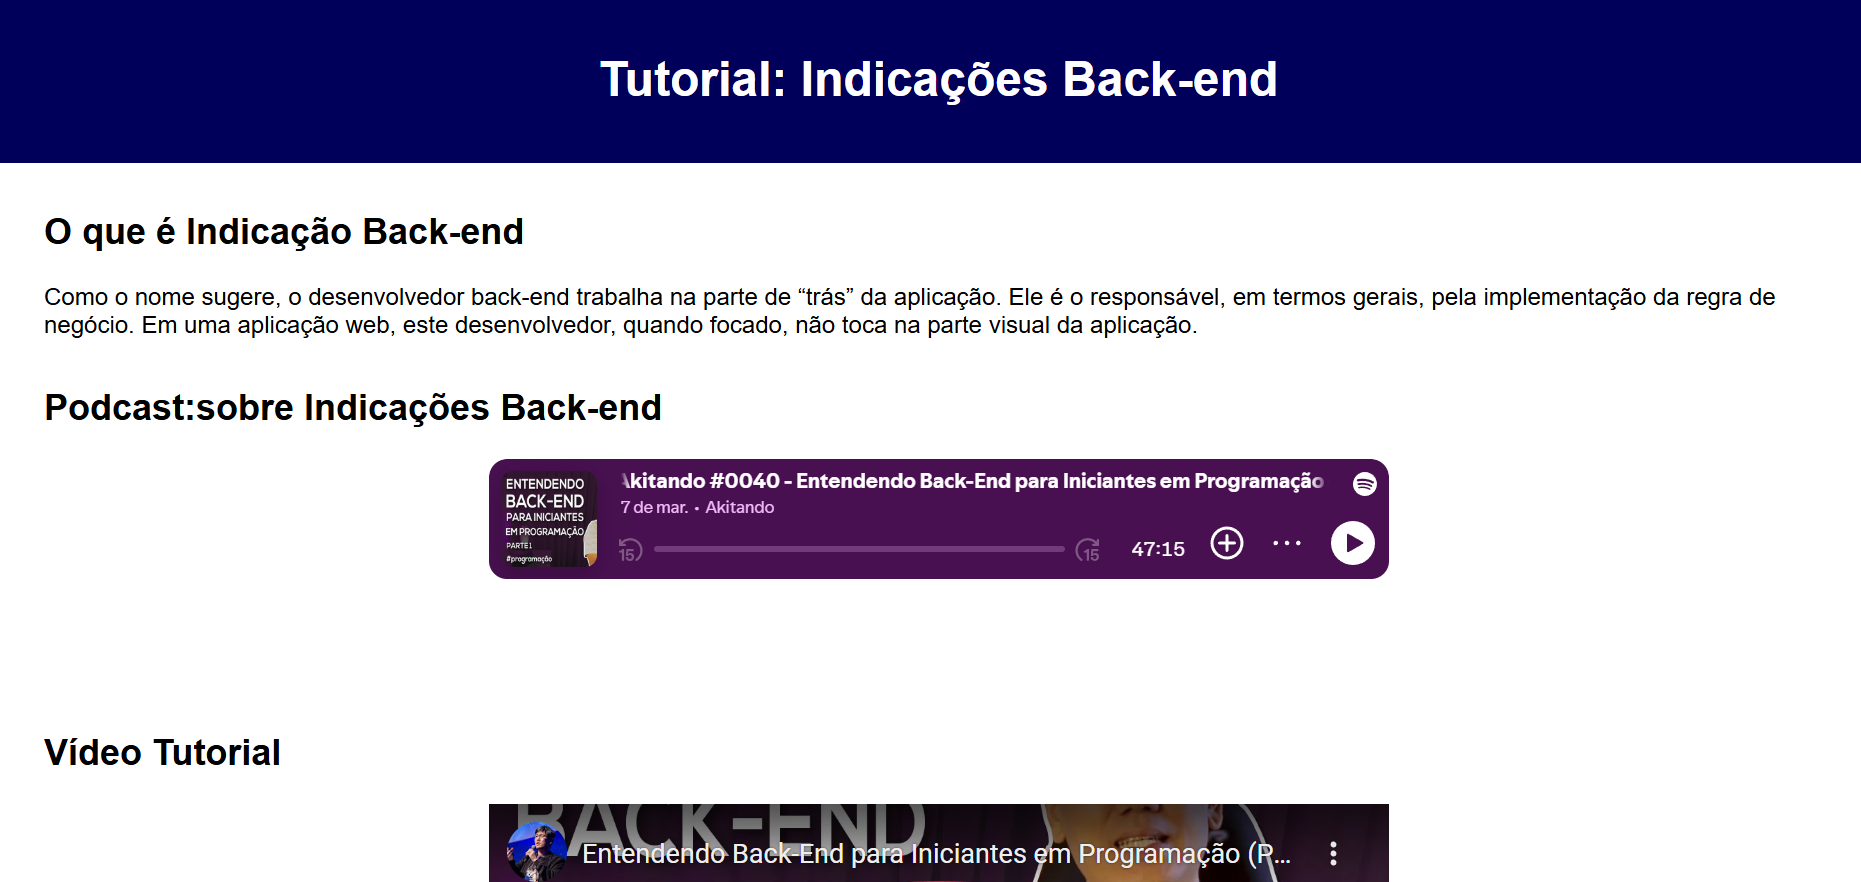 Tutorial: Indicações Back-end
O que é Indicação Back-end
Como o nome sugere, o desenvolvedor back-end trabalha na parte de “trás” da aplicação. Ele é o responsável, em termos gerais, pela implementação da regra de
negócio. Em uma aplicação web, este desenvolvedor, quando focado, não toca na parte visual da aplicação.
Podcast:sobre Indicações Back-end
ENTENDENDO
BACK-END
PARA INICIANTES
EM PROGRAMAÇÃO
PARTE 1
#programação
Akitando #0040 - Entendendo Back-End para Iniciantes em Programação
7 de mar. • Akitando
15
15
47:15
Vídeo Tutorial
BACK-END
Entendendo Back-End para Iniciantes em Programação (P...